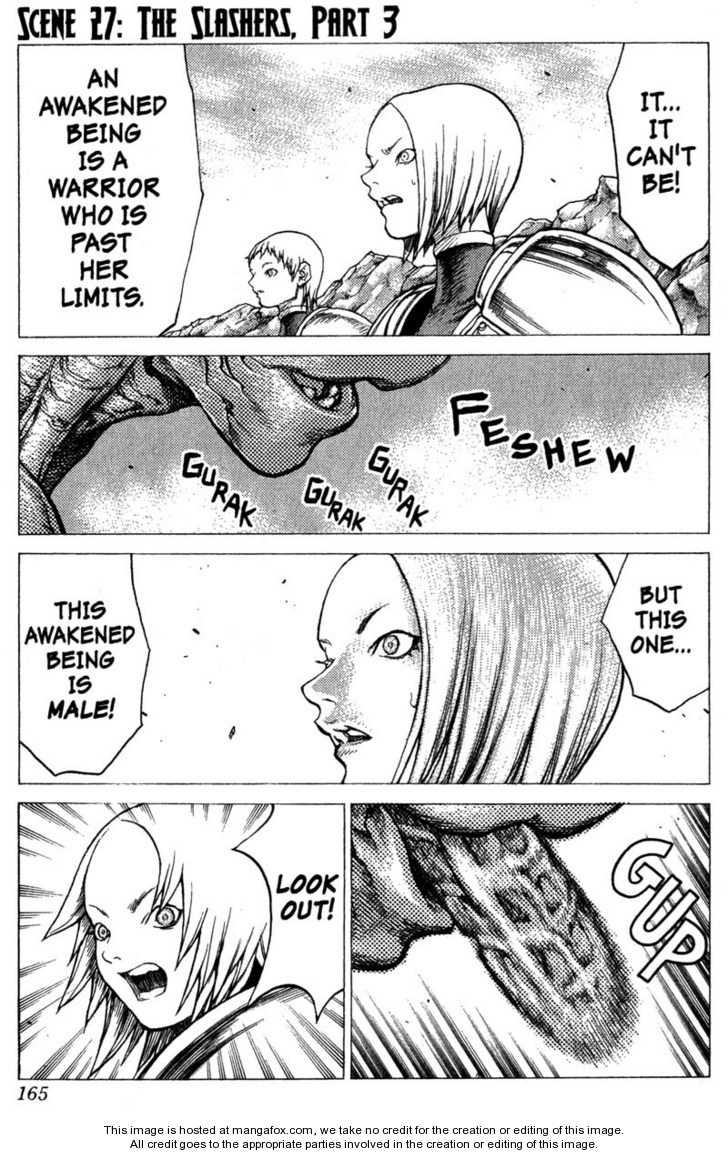 SCENE 27: THE SLASHERS, PART 3
IT...
IT
CAN'T
BE!
AN
AWAKENED
BEING
IS A
WARRIOR
WHO IS
PAST
HER
LIMITS.
FESHEW
GURAK
GURAK
GURAK
BUT
THIS
ONE...
THIS
AWAKENED
BEING
IS
MALE!
LOOK
OUT!
GUP
165
This image is hosted at mangafox.com, we take no credit for the creation or editing of this image.
All credit goes to the appropriate parties involved in the creation or editing of this image.